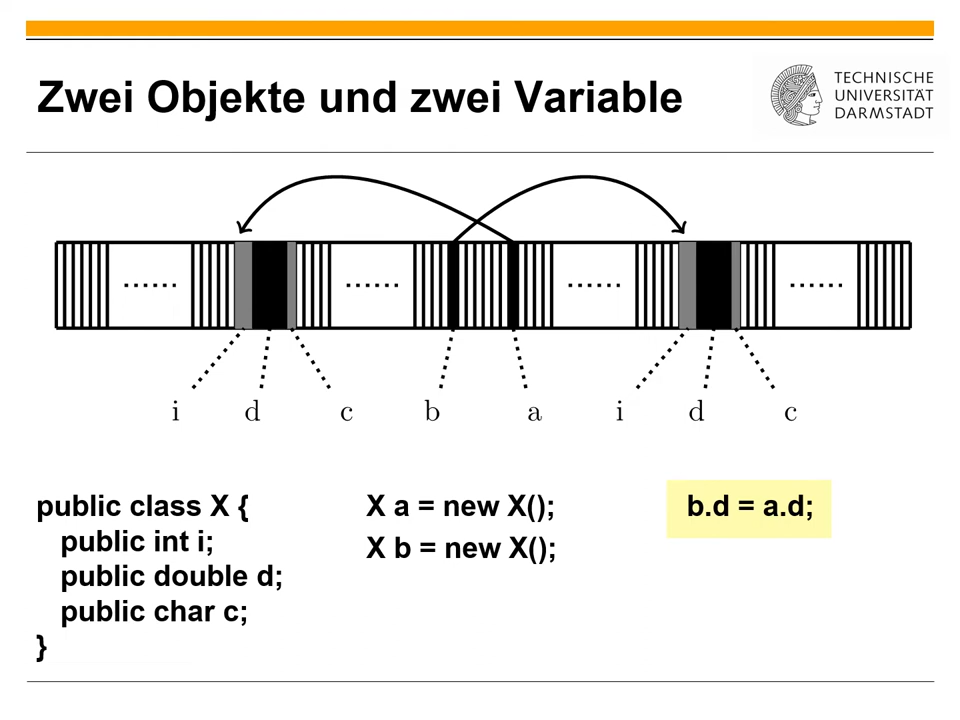 Zwei Objekte und zwei Variable
TECHNISCHE
UNIVERSITÄT
DARMSTADT
...... ...... ...... ......
i d c b a i d c
public class X {
public int i;
public double d;
public char c;
}
X a = new X();
X b = new X();
b.d = a.d;